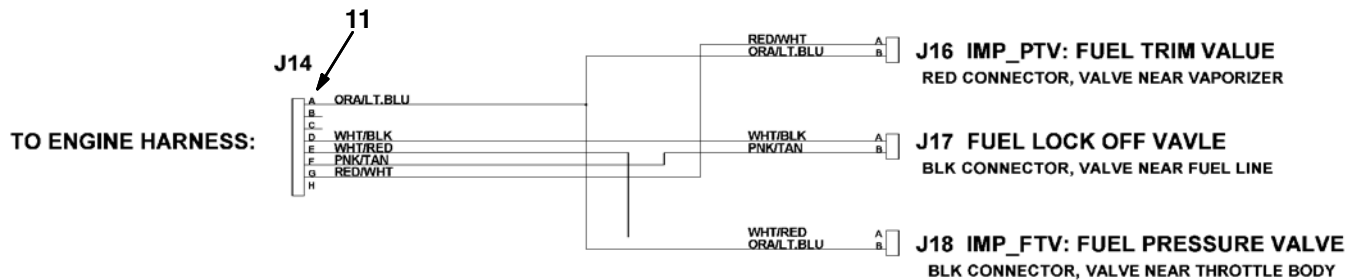 11
J14
TO ENGINE HARNESS:
A ORA/LT.BLU
B
C
D WHT/BLK
E WHT/RED
F PNK/TAN
G RED/WHT
H
RED/WHT A
ORA/LT.BLU B
J16 IMP_PTV: FUEL TRIM VALUE
RED CONNECTOR, VALVE NEAR VAPORIZER
WHT/BLK A
PNK/TAN B
J17 FUEL LOCK OFF VAVLE
BLK CONNECTOR, VALVE NEAR FUEL LINE
WHT/RED A
ORA/LT.BLU B
J18 IMP_FTV: FUEL PRESSURE VALVE
BLK CONNECTOR, VALVE NEAR THROTTLE BODY